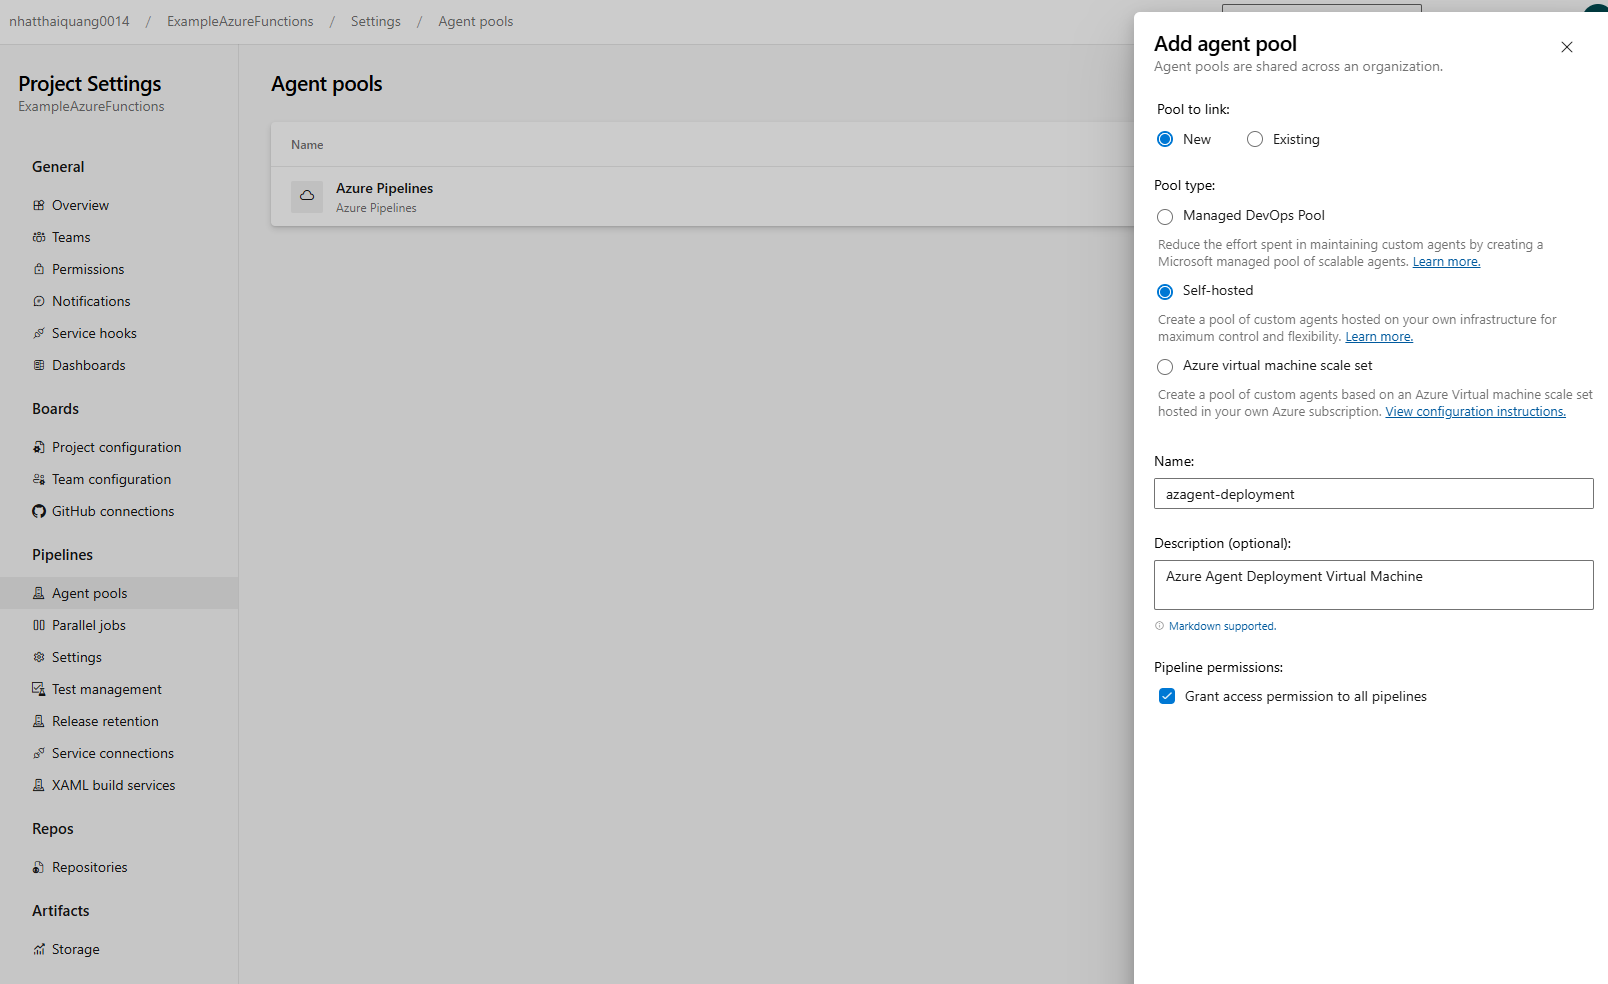 nhatthaiquang0014 / ExampleAzureFunctions / Settings / Agent pools
Project Settings
ExampleAzureFunctions
General
Overview
Teams
Permissions
Notifications
Service hooks
Dashboards
Boards
Project configuration
Team configuration
GitHub connections
Pipelines
Agent pools
Parallel jobs
Settings
Test management
Release retention
Service connections
XAML build services
Repos
Repositories
Artifacts
Storage
Agent pools
Name
Azure Pipelines
Azure Pipelines
Add agent pool
Agent pools are shared across an organization.
Pool to link:
New Existing
Pool type:
Managed DevOps Pool
Reduce the effort spent in maintaining custom agents by creating a
Microsoft managed pool of scalable agents. Learn more.
Self-hosted
Create a pool of custom agents hosted on your own infrastructure for
maximum control and flexibility. Learn more.
Azure virtual machine scale set
Create a pool of custom agents based on an Azure Virtual machine scale set
hosted in your own Azure subscription. View configuration instructions.
Name:
azagent-deployment
Description (optional):
Azure Agent Deployment Virtual Machine
Markdown supported.
Pipeline permissions:
Grant access permission to all pipelines